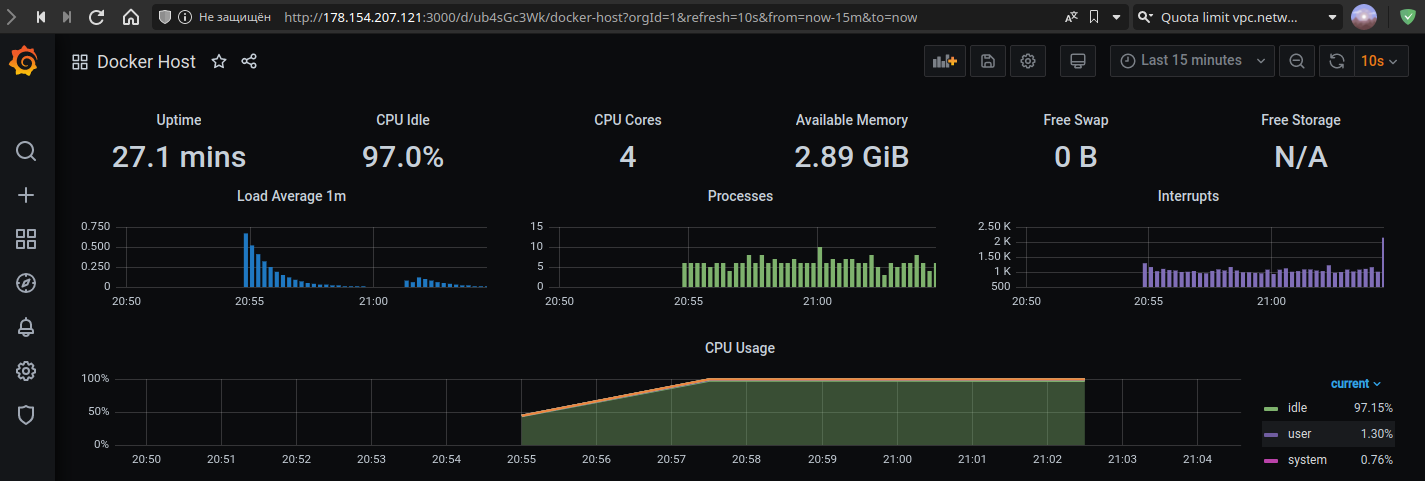 Не защищён http://178.154.207.121:3000/d/ub4sGc3Wk/docker-host?orgId=1&refresh=10s&from=now-15m&to=now Quota limit vpc.netw...
Docker Host Last 15 minutes 10s
Uptime CPU Idle CPU Cores Available Memory Free Swap Free Storage
27.1 mins 97.0% 4 2.89 GiB 0 B N/A
Load Average 1m
0.750
0.500
0.250
0
20:50 20:55 21:00
Processes
15
10
5
0
20:50 20:55 21:00
Interrupts
2.50 K
2 K
1.50 K
1 K
500
20:50 20:55 21:00
CPU Usage
100%
50%
0%
20:50 20:51 20:52 20:53 20:54 20:55 20:56 20:57 20:58 20:59 21:00 21:01 21:02 21:03 21:04
current
idle 97.15%
user 1.30%
system 0.76%